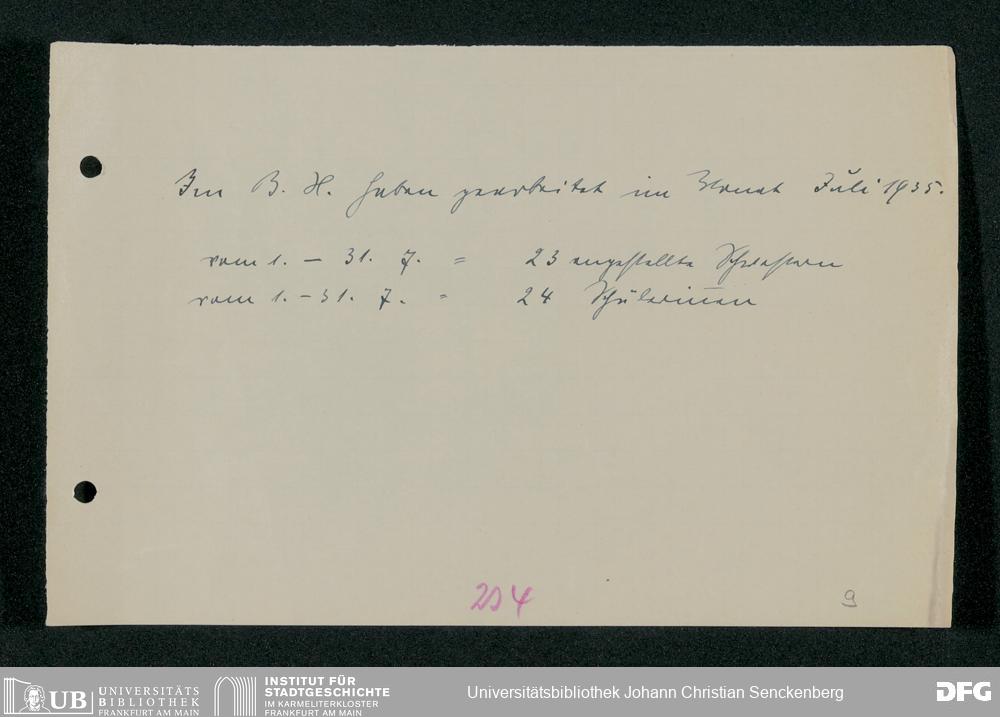 Im B. H. haben gearbeitet im Monat Juli 1935.
vom 1. – 31. 7. = 23 angestellte Schwestern
vom 1. – 31. 7. = 24 Schülerinnen
204
9
UB UNIVERSITÄTS
BIBLIOTHEK
FRANKFURT AM MAIN
INSTITUT FÜR
STADTGESCHICHTE
IM KARMELITERKLOSTER
FRANKFURT AM MAIN
Universitätsbibliothek Johann Christian Senckenberg
DFG